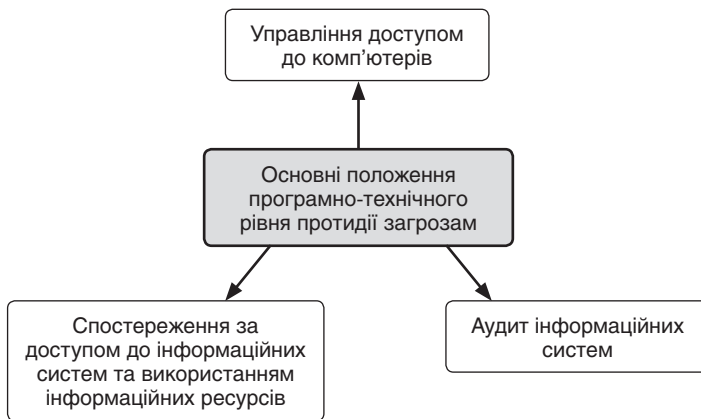 Управління доступом
до комп’ютерів
Основні положення
програмно-технічного
рівня протидії загрозам
Спостереження за
доступом до інформаційних
систем та використанням
інформаційних ресурсів
Аудит інформаційних
систем